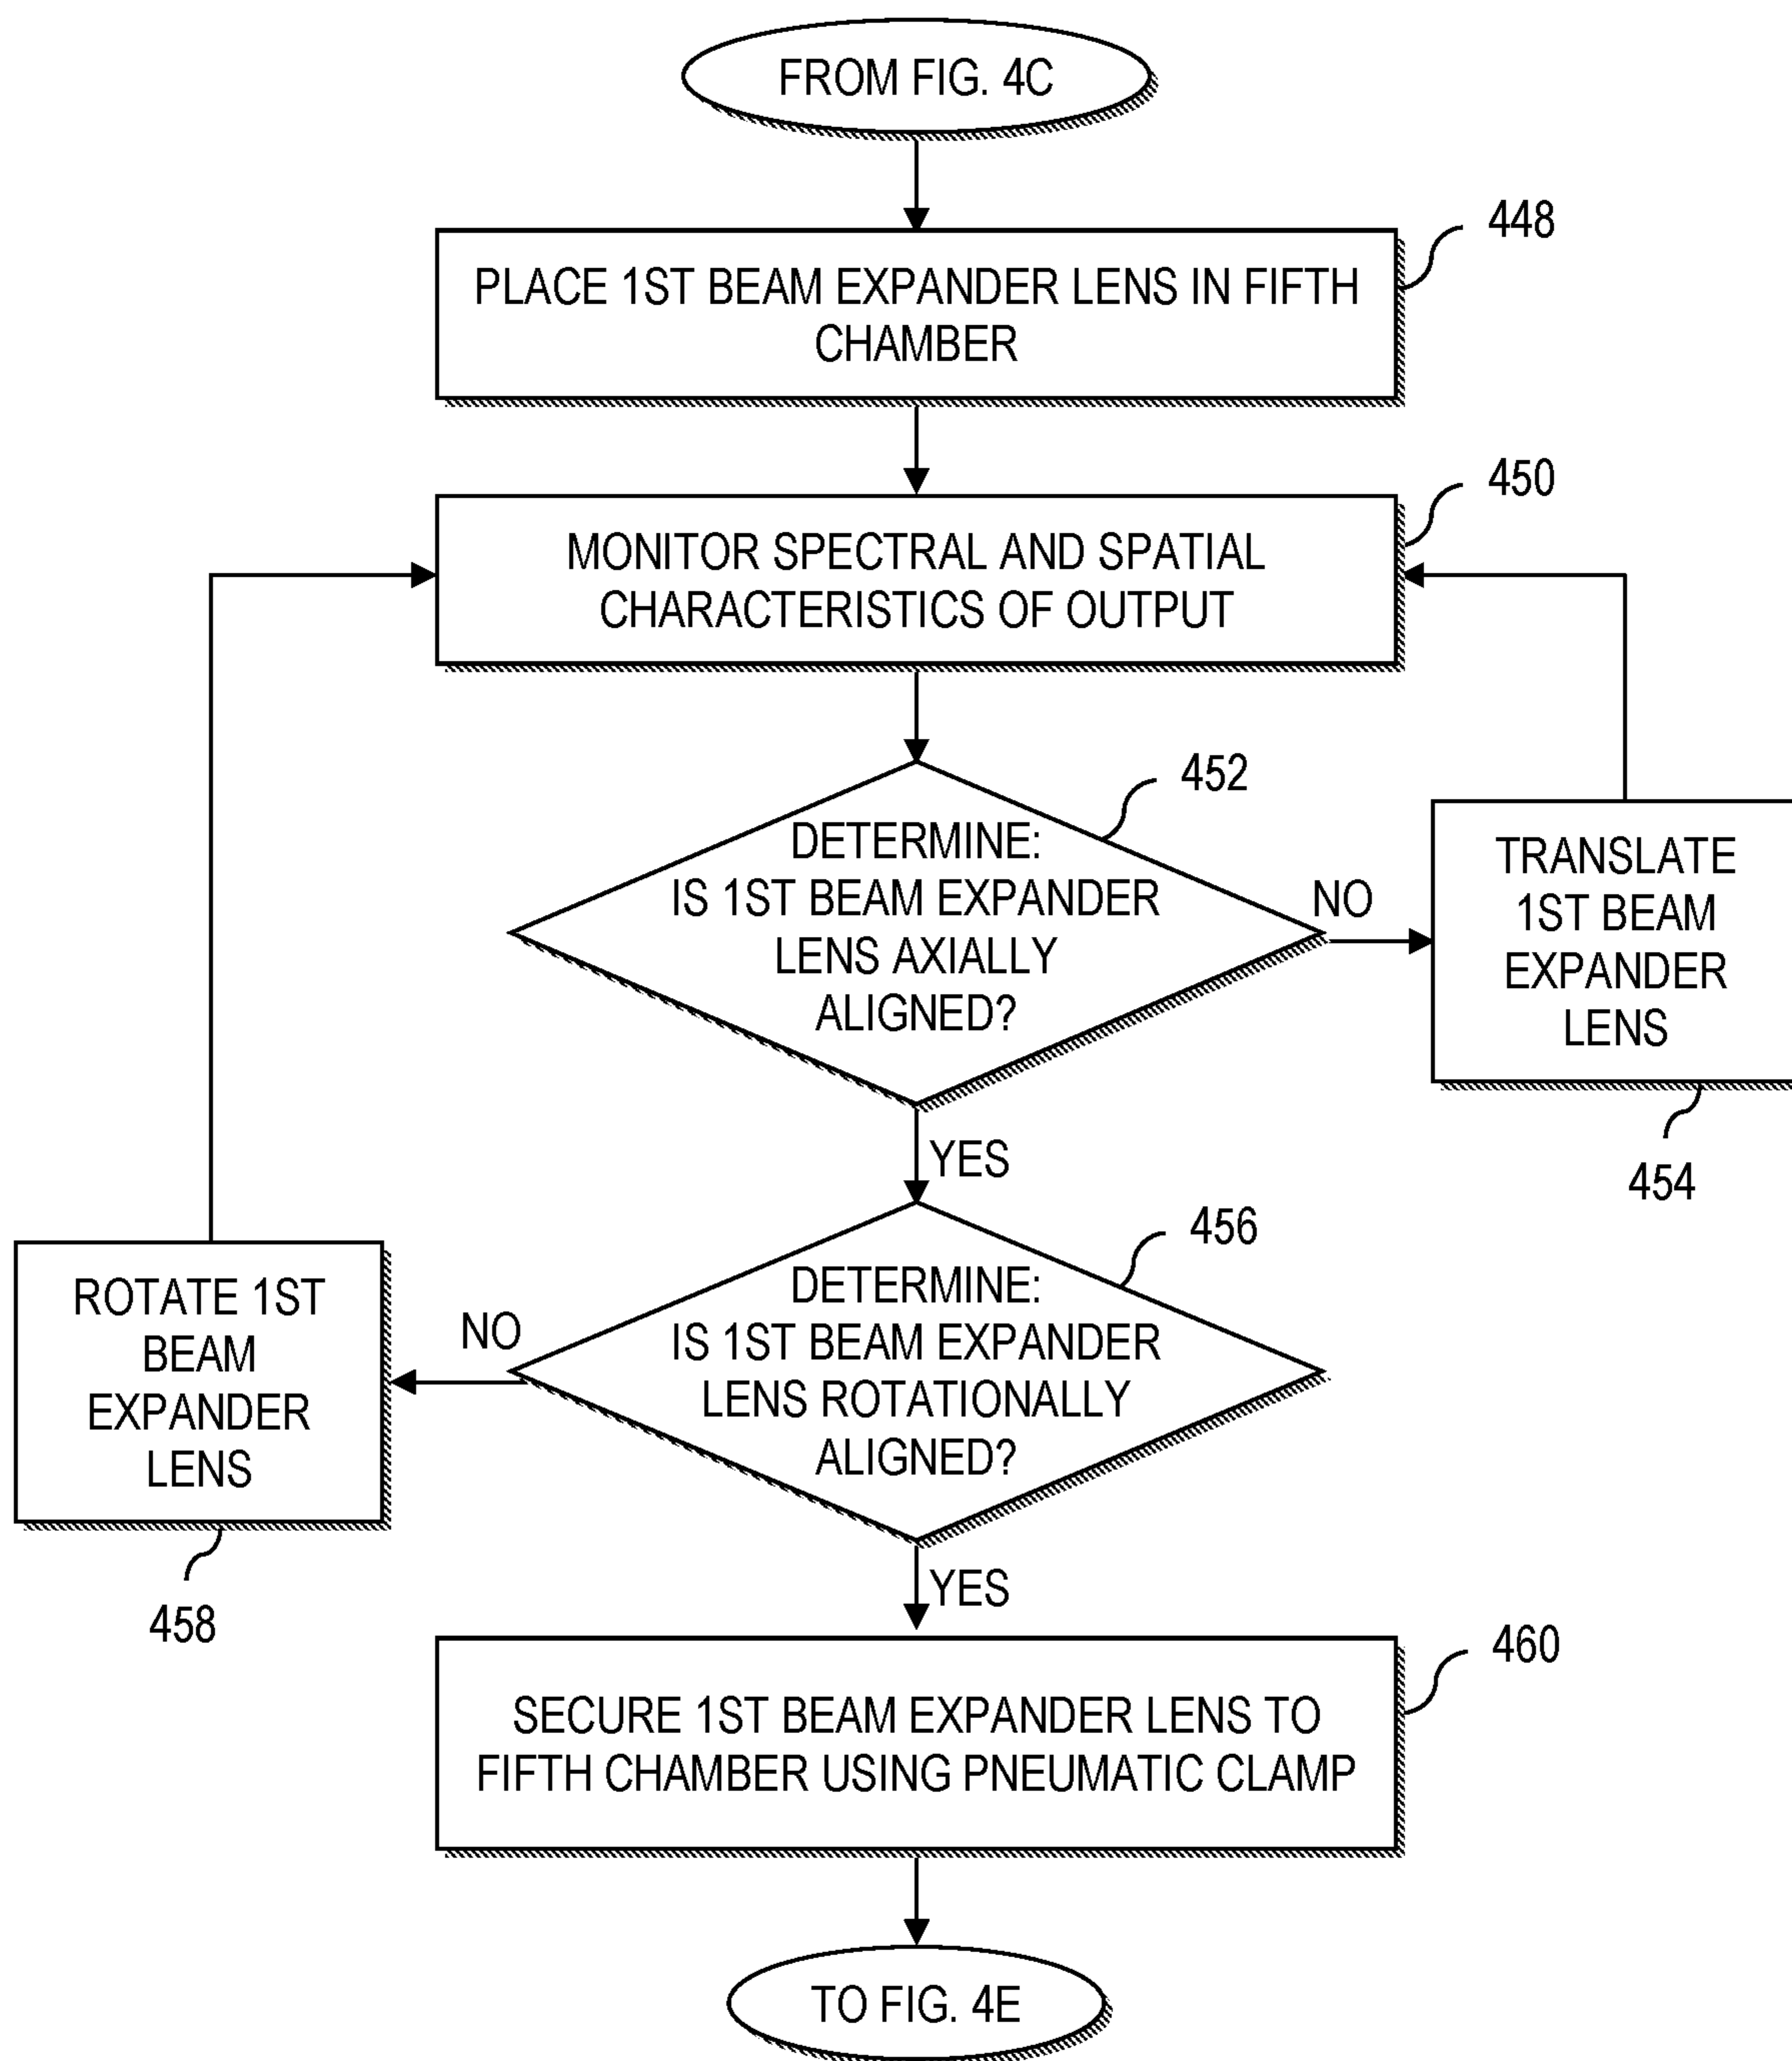 FROM FIG. 4C
448
PLACE 1ST BEAM EXPANDER LENS IN FIFTH
CHAMBER
450
MONITOR SPECTRAL AND SPATIAL
CHARACTERISTICS OF OUTPUT
452
DETERMINE:
IS 1ST BEAM EXPANDER
LENS AXIALLY
ALIGNED?
NO
TRANSLATE
1ST BEAM
EXPANDER
LENS
454
YES
456
DETERMINE:
IS 1ST BEAM EXPANDER
LENS ROTATIONALLY
ALIGNED?
NO
ROTATE 1ST
BEAM
EXPANDER
LENS
458
YES
460
SECURE 1ST BEAM EXPANDER LENS TO
FIFTH CHAMBER USING PNEUMATIC CLAMP
TO FIG. 4E